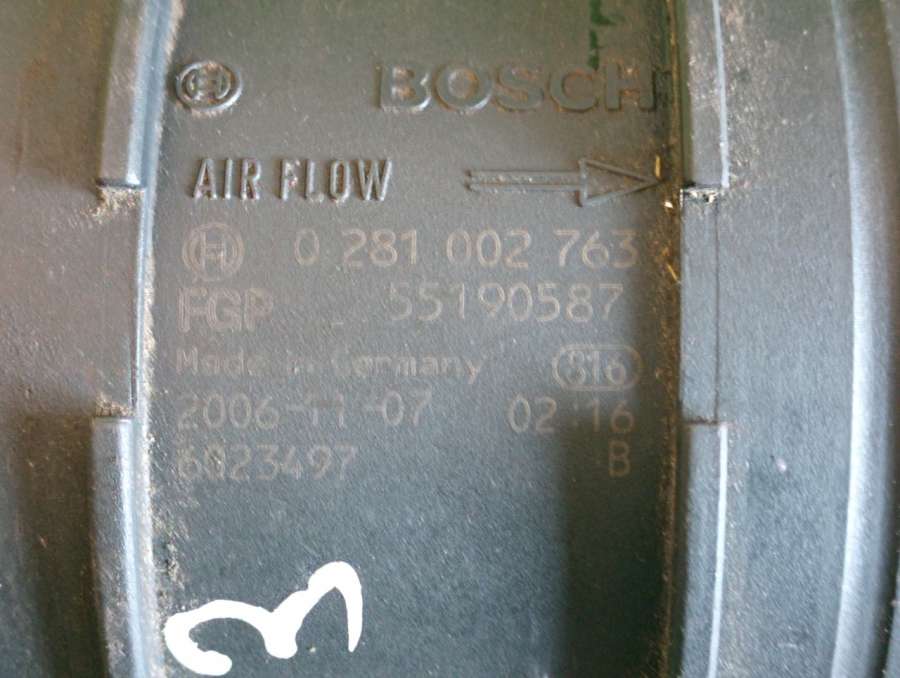 BOSCH
AIR FLOW
0 281 002 763
FGP 55190587
Made in Germany 816
2006-11-07 02:16
6023497 B
3